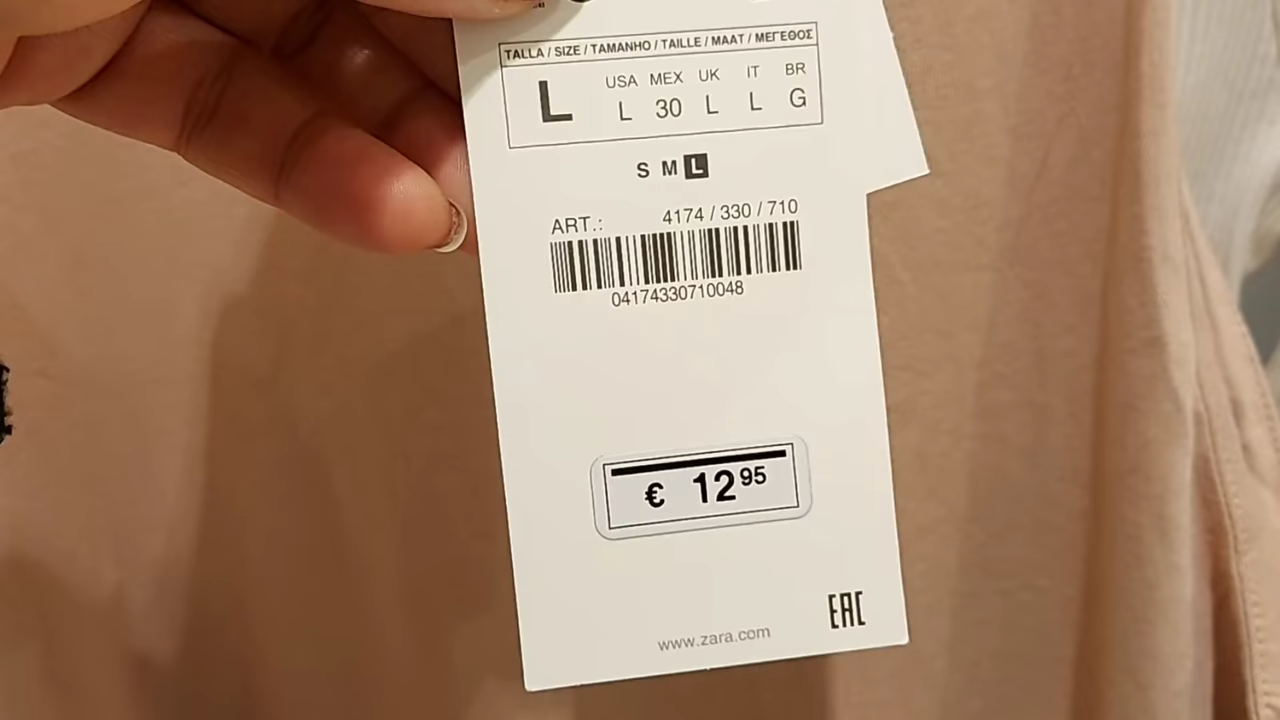 TALLA / SIZE / TAMANHO / TAILLE / MAAT / ΜΕΓΕΘΟΣ
L
USA MEX UK IT BR
L 30 L L G
S M L
ART.: 4174 / 330 / 710
04174330710048
€ 12 95
EAC
www.zara.com